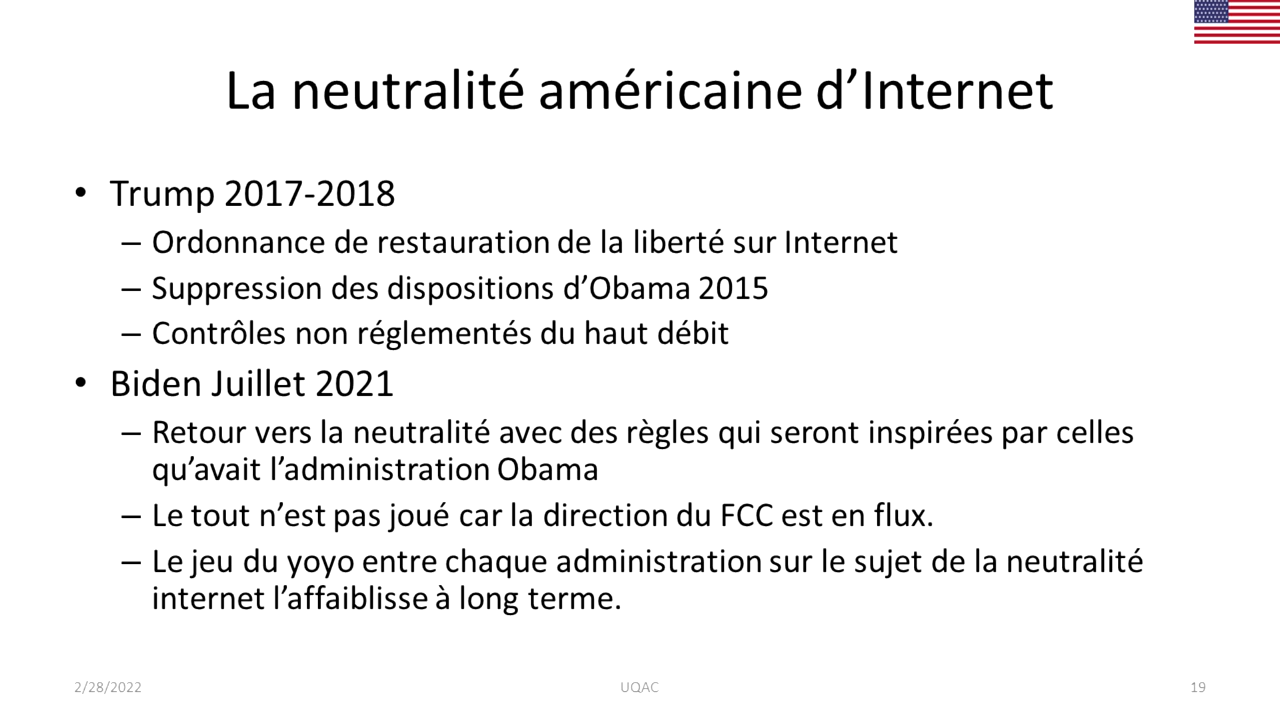 La neutralité américaine d’Internet
• Trump 2017-2018
– Ordonnance de restauration de la liberté sur Internet
– Suppression des dispositions d’Obama 2015
– Contrôles non réglementés du haut débit
• Biden Juillet 2021
– Retour vers la neutralité avec des règles qui seront inspirées par celles
qu’avait l’administration Obama
– Le tout n’est pas joué car la direction du FCC est en flux.
– Le jeu du yoyo entre chaque administration sur le sujet de la neutralité
internet l’affaiblisse à long terme.
2/28/2022
UQAC
19